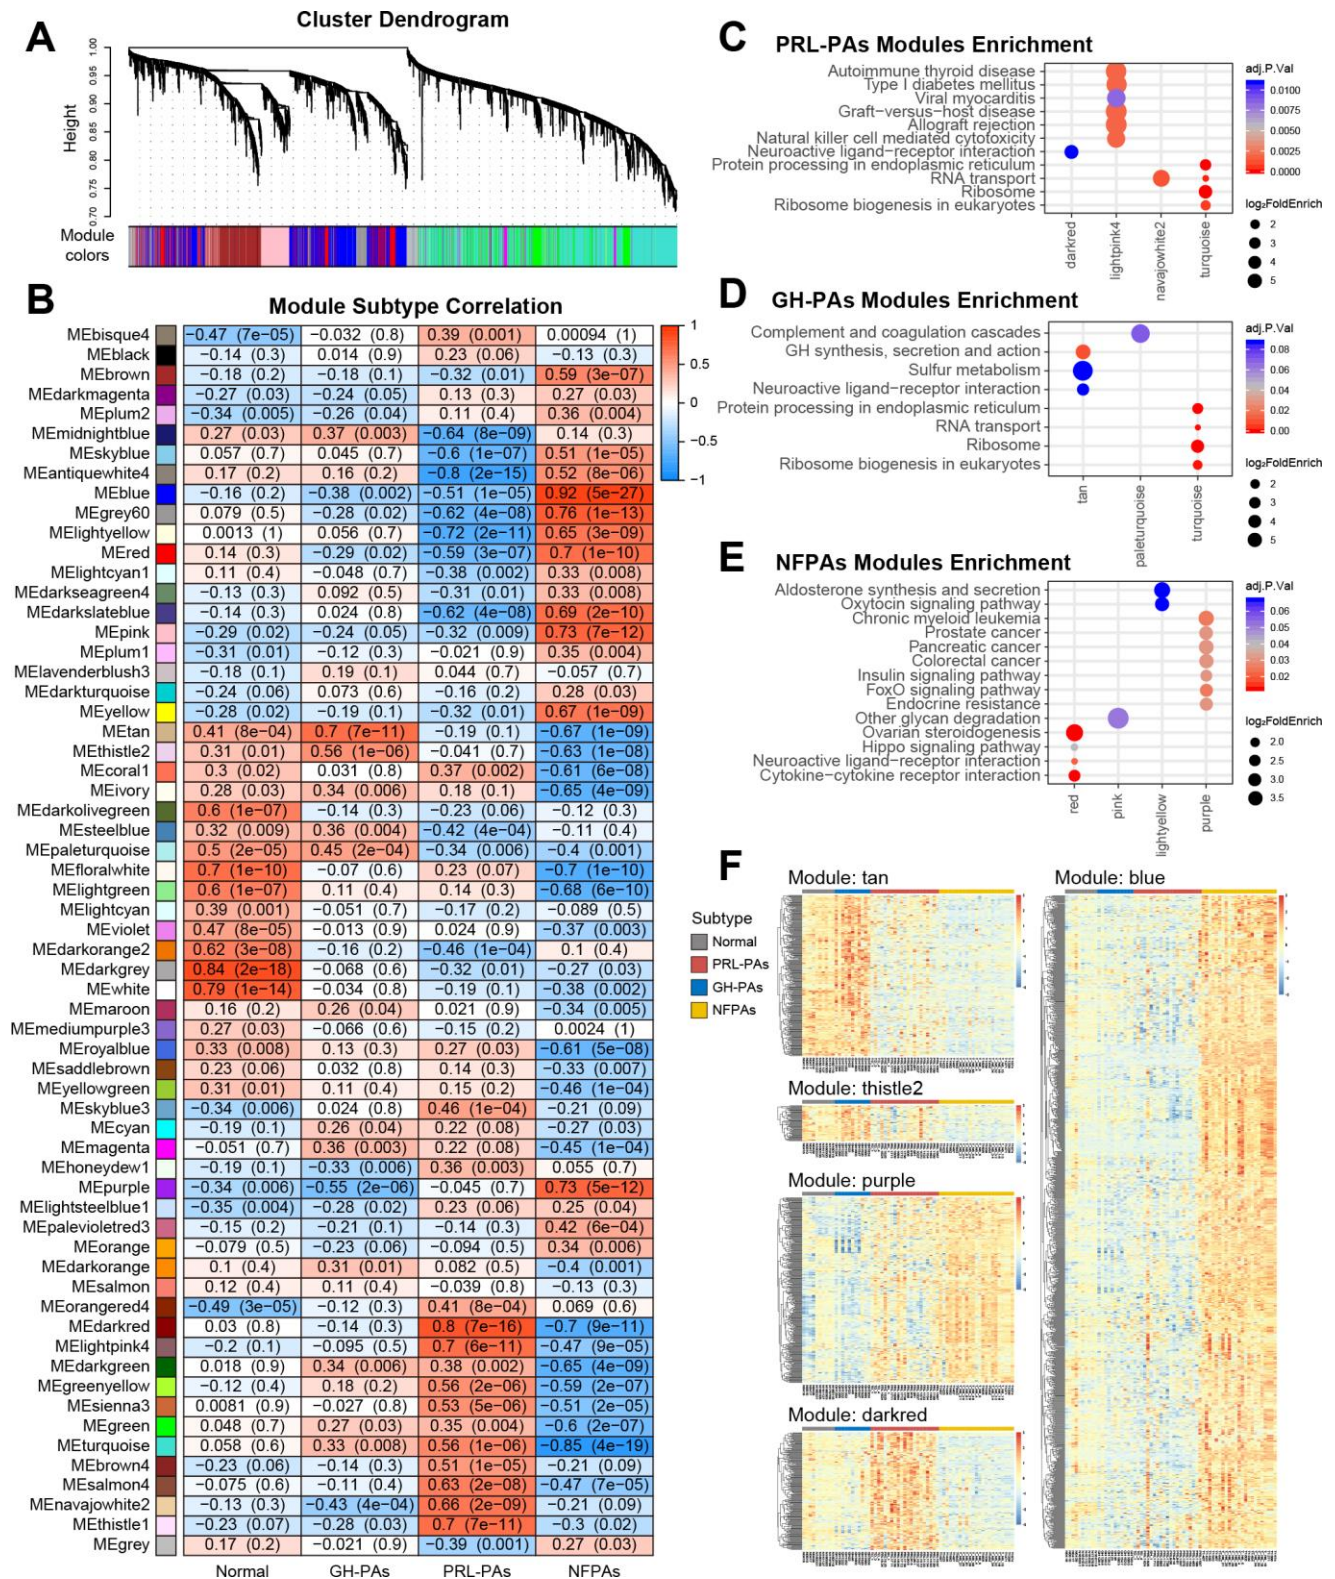 A
Cluster Dendrogram
Height
1.00
0.95
0.90
0.85
0.80
0.75
0.70
Module
colors
B
Module Subtype Correlation
MEbisque4 −0.47 (7e−05) −0.032 (0.8) 0.39 (0.001) 0.00094 (1)
MEblack −0.14 (0.3) 0.014 (0.9) 0.23 (0.06) −0.13 (0.3)
MEbrown −0.18 (0.2) −0.18 (0.1) −0.32 (0.01) 0.59 (3e−07)
MEdarkmagenta −0.27 (0.03) −0.24 (0.05) 0.13 (0.3) 0.27 (0.03)
MEplum2 −0.34 (0.005) −0.26 (0.04) 0.11 (0.4) 0.36 (0.004)
MEmidnightblue 0.27 (0.03) 0.37 (0.003) −0.64 (8e−09) 0.14 (0.3)
MEskyblue 0.057 (0.7) 0.045 (0.7) −0.6 (1e−07) 0.51 (1e−05)
MEantiquewhite4 0.17 (0.2) 0.16 (0.2) −0.8 (2e−15) 0.52 (8e−06)
MEblue −0.16 (0.2) −0.38 (0.002) −0.51 (1e−05) 0.92 (5e−27)
MEgrey60 0.079 (0.5) −0.28 (0.02) −0.62 (4e−08) 0.76 (1e−13)
MElightyellow 0.0013 (1) 0.056 (0.7) −0.72 (2e−11) 0.65 (3e−09)
MEred 0.14 (0.3) −0.29 (0.02) −0.59 (3e−07) 0.7 (1e−10)
MElightcyan1 0.11 (0.4) −0.048 (0.7) −0.38 (0.002) 0.33 (0.008)
MEdarkseagreen4 −0.13 (0.3) 0.092 (0.5) −0.31 (0.01) 0.33 (0.008)
MEdarkslateblue −0.14 (0.3) 0.024 (0.8) −0.62 (4e−08) 0.69 (2e−10)
MEpink −0.29 (0.02) −0.24 (0.05) −0.32 (0.009) 0.73 (7e−12)
MEplum1 −0.31 (0.01) −0.12 (0.3) −0.021 (0.9) 0.35 (0.004)
MElavenderblush3 −0.18 (0.1) 0.19 (0.1) 0.044 (0.7) −0.057 (0.7)
MEdarkturquoise −0.24 (0.06) 0.073 (0.6) −0.16 (0.2) 0.28 (0.03)
MEyellow −0.28 (0.02) −0.19 (0.1) −0.32 (0.01) 0.67 (1e−09)
MEtan 0.41 (8e−04) 0.7 (7e−11) −0.19 (0.1) −0.67 (1e−09)
MEthistle2 0.31 (0.01) 0.56 (1e−06) −0.041 (0.7) −0.63 (1e−08)
MEcoral1 0.3 (0.02) 0.031 (0.8) 0.37 (0.002) −0.61 (6e−08)
MEivory 0.28 (0.03) 0.34 (0.006) 0.18 (0.1) −0.65 (4e−09)
MEdarkolivegreen 0.6 (1e−07) −0.14 (0.3) −0.23 (0.06) −0.12 (0.3)
MEsteelblue 0.32 (0.009) 0.36 (0.004) −0.42 (4e−04) −0.11 (0.4)
MEpaleturquoise 0.5 (2e−05) 0.45 (2e−04) −0.34 (0.006) −0.4 (0.001)
MEfloralwhite 0.7 (1e−10) −0.07 (0.6) 0.23 (0.07) −0.7 (1e−10)
MElightgreen 0.6 (1e−07) 0.11 (0.4) 0.14 (0.3) −0.68 (6e−10)
MElightcyan 0.39 (0.001) −0.051 (0.7) −0.17 (0.2) −0.089 (0.5)
MEviolet 0.47 (8e−05) −0.013 (0.9) 0.024 (0.9) −0.37 (0.003)
MEdarkorange2 0.62 (3e−08) −0.16 (0.2) −0.46 (1e−04) 0.1 (0.4)
MEdarkgrey 0.84 (2e−18) −0.068 (0.6) −0.32 (0.01) −0.27 (0.03)
MEwhite 0.79 (1e−14) −0.034 (0.8) −0.19 (0.1) −0.38 (0.002)
MEmaroon 0.16 (0.2) 0.26 (0.04) 0.021 (0.9) −0.34 (0.005)
MEmediumpurple3 0.27 (0.03) −0.066 (0.6) −0.15 (0.2) 0.0024 (1)
MEroyalblue 0.33 (0.008) 0.13 (0.3) 0.27 (0.03) −0.61 (5e−08)
MEsaddlebrown 0.23 (0.06) 0.032 (0.8) 0.14 (0.3) −0.33 (0.007)
MEyellowgreen 0.31 (0.01) 0.11 (0.4) 0.15 (0.2) −0.46 (1e−04)
MEskyblue3 −0.34 (0.006) 0.024 (0.8) 0.46 (1e−04) −0.21 (0.09)
MEcyan −0.19 (0.1) 0.26 (0.04) 0.22 (0.08) −0.27 (0.03)
MEmagenta −0.051 (0.7) 0.36 (0.003) 0.22 (0.08) −0.45 (1e−04)
MEhoneydew1 −0.19 (0.1) −0.33 (0.006) 0.36 (0.003) 0.055 (0.7)
MEpurple −0.34 (0.006) −0.55 (2e−06) −0.045 (0.7) 0.73 (5e−12)
MElightsteelblue1 −0.35 (0.004) −0.28 (0.02) 0.23 (0.06) 0.25 (0.04)
MEpalevioletred3 −0.15 (0.2) −0.21 (0.1) −0.14 (0.3) 0.42 (6e−04)
MEorange −0.079 (0.5) −0.23 (0.06) −0.094 (0.5) 0.34 (0.006)
MEdarkorange 0.1 (0.4) 0.31 (0.01) 0.082 (0.5) −0.4 (0.001)
MEsalmon 0.12 (0.4) 0.11 (0.4) −0.039 (0.8) −0.13 (0.3)
MEorangered4 −0.49 (3e−05) −0.12 (0.3) 0.41 (8e−04) 0.069 (0.6)
MEdarkred 0.03 (0.8) −0.14 (0.3) 0.8 (7e−16) −0.7 (9e−11)
MElightpink4 −0.2 (0.1) −0.095 (0.5) 0.7 (6e−11) −0.47 (9e−05)
MEdarkgreen 0.018 (0.9) 0.34 (0.006) 0.38 (0.002) −0.65 (4e−09)
MEgreenyellow −0.12 (0.4) 0.18 (0.2) 0.56 (2e−06) −0.59 (2e−07)
MEsienna3 0.0081 (0.9) −0.027 (0.8) 0.53 (5e−06) −0.51 (2e−05)
MEgreen 0.048 (0.7) 0.27 (0.03) 0.35 (0.004) −0.6 (2e−07)
MEturquoise 0.058 (0.6) 0.33 (0.008) 0.56 (1e−06) −0.85 (4e−19)
MEbrown4 −0.23 (0.06) −0.14 (0.3) 0.51 (1e−05) −0.21 (0.09)
MEsalmon4 −0.075 (0.6) −0.11 (0.4) 0.63 (2e−08) −0.47 (7e−05)
MEnavajowhite2 −0.13 (0.3) −0.43 (4e−04) 0.66 (2e−09) −0.21 (0.09)
MEthistle1 −0.23 (0.07) −0.28 (0.03) 0.7 (7e−11) −0.3 (0.02)
MEgrey 0.17 (0.2) −0.021 (0.9) −0.39 (0.001) 0.27 (0.03)
Normal GH−PAs PRL−PAs NFPAs
1
0.5
0
−0.5
−1
C
PRL-PAs Modules Enrichment
Autoimmune thyroid disease
Type I diabetes mellitus
Viral myocarditis
Graft−versus−host disease
Allograft rejection
Natural killer cell mediated cytotoxicity
Neuroactive ligand−receptor interaction
Protein processing in endoplasmic reticulum
RNA transport
Ribosome
Ribosome biogenesis in eukaryotes
darkred
lightpink4
navajowhite2
turquoise
adj.P.Val
0.0100
0.0075
0.0050
0.0025
0.0000
log₂FoldEnrich
2
3
4
5
D
GH-PAs Modules Enrichment
Complement and coagulation cascades
GH synthesis, secretion and action
Sulfur metabolism
Neuroactive ligand−receptor interaction
Protein processing in endoplasmic reticulum
RNA transport
Ribosome
Ribosome biogenesis in eukaryotes
tan
paleturquoise
turquoise
adj.P.Val
0.08
0.06
0.04
0.02
0.00
log₂FoldEnrich
2
3
4
5
E
NFPAs Modules Enrichment
Aldosterone synthesis and secretion
Oxytocin signaling pathway
Chronic myeloid leukemia
Prostate cancer
Pancreatic cancer
Colorectal cancer
Insulin signaling pathway
FoxO signaling pathway
Endocrine resistance
Other glycan degradation
Ovarian steroidogenesis
Hippo signaling pathway
Neuroactive ligand−receptor interaction
Cytokine−cytokine receptor interaction
red
pink
lightyellow
purple
adj.P.Val
0.06
0.05
0.04
0.03
0.02
log₂FoldEnrich
2.0
2.5
3.0
3.5
F
Subtype
Normal
PRL-PAs
GH-PAs
NFPAs
Module: tan
Module: thistle2
Module: purple
Module: darkred
Module: blue